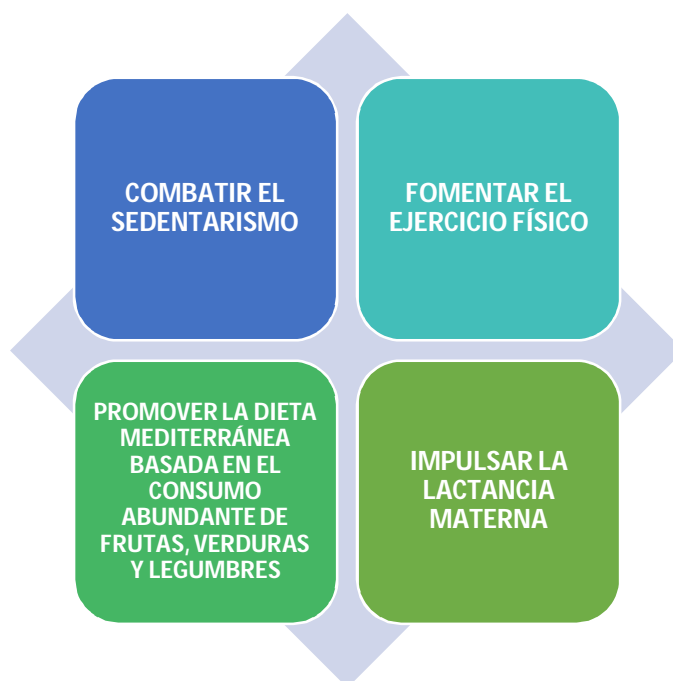 COMBATIR EL
SEDENTARISMO
FOMENTAR EL
EJERCICIO FÍSICO
PROMOVER LA DIETA
MEDITERRÁNEA
BASADA EN EL
CONSUMO
ABUNDANTE DE
FRUTAS, VERDURAS
Y LEGUMBRES
IMPULSAR LA
LACTANCIA
MATERNA